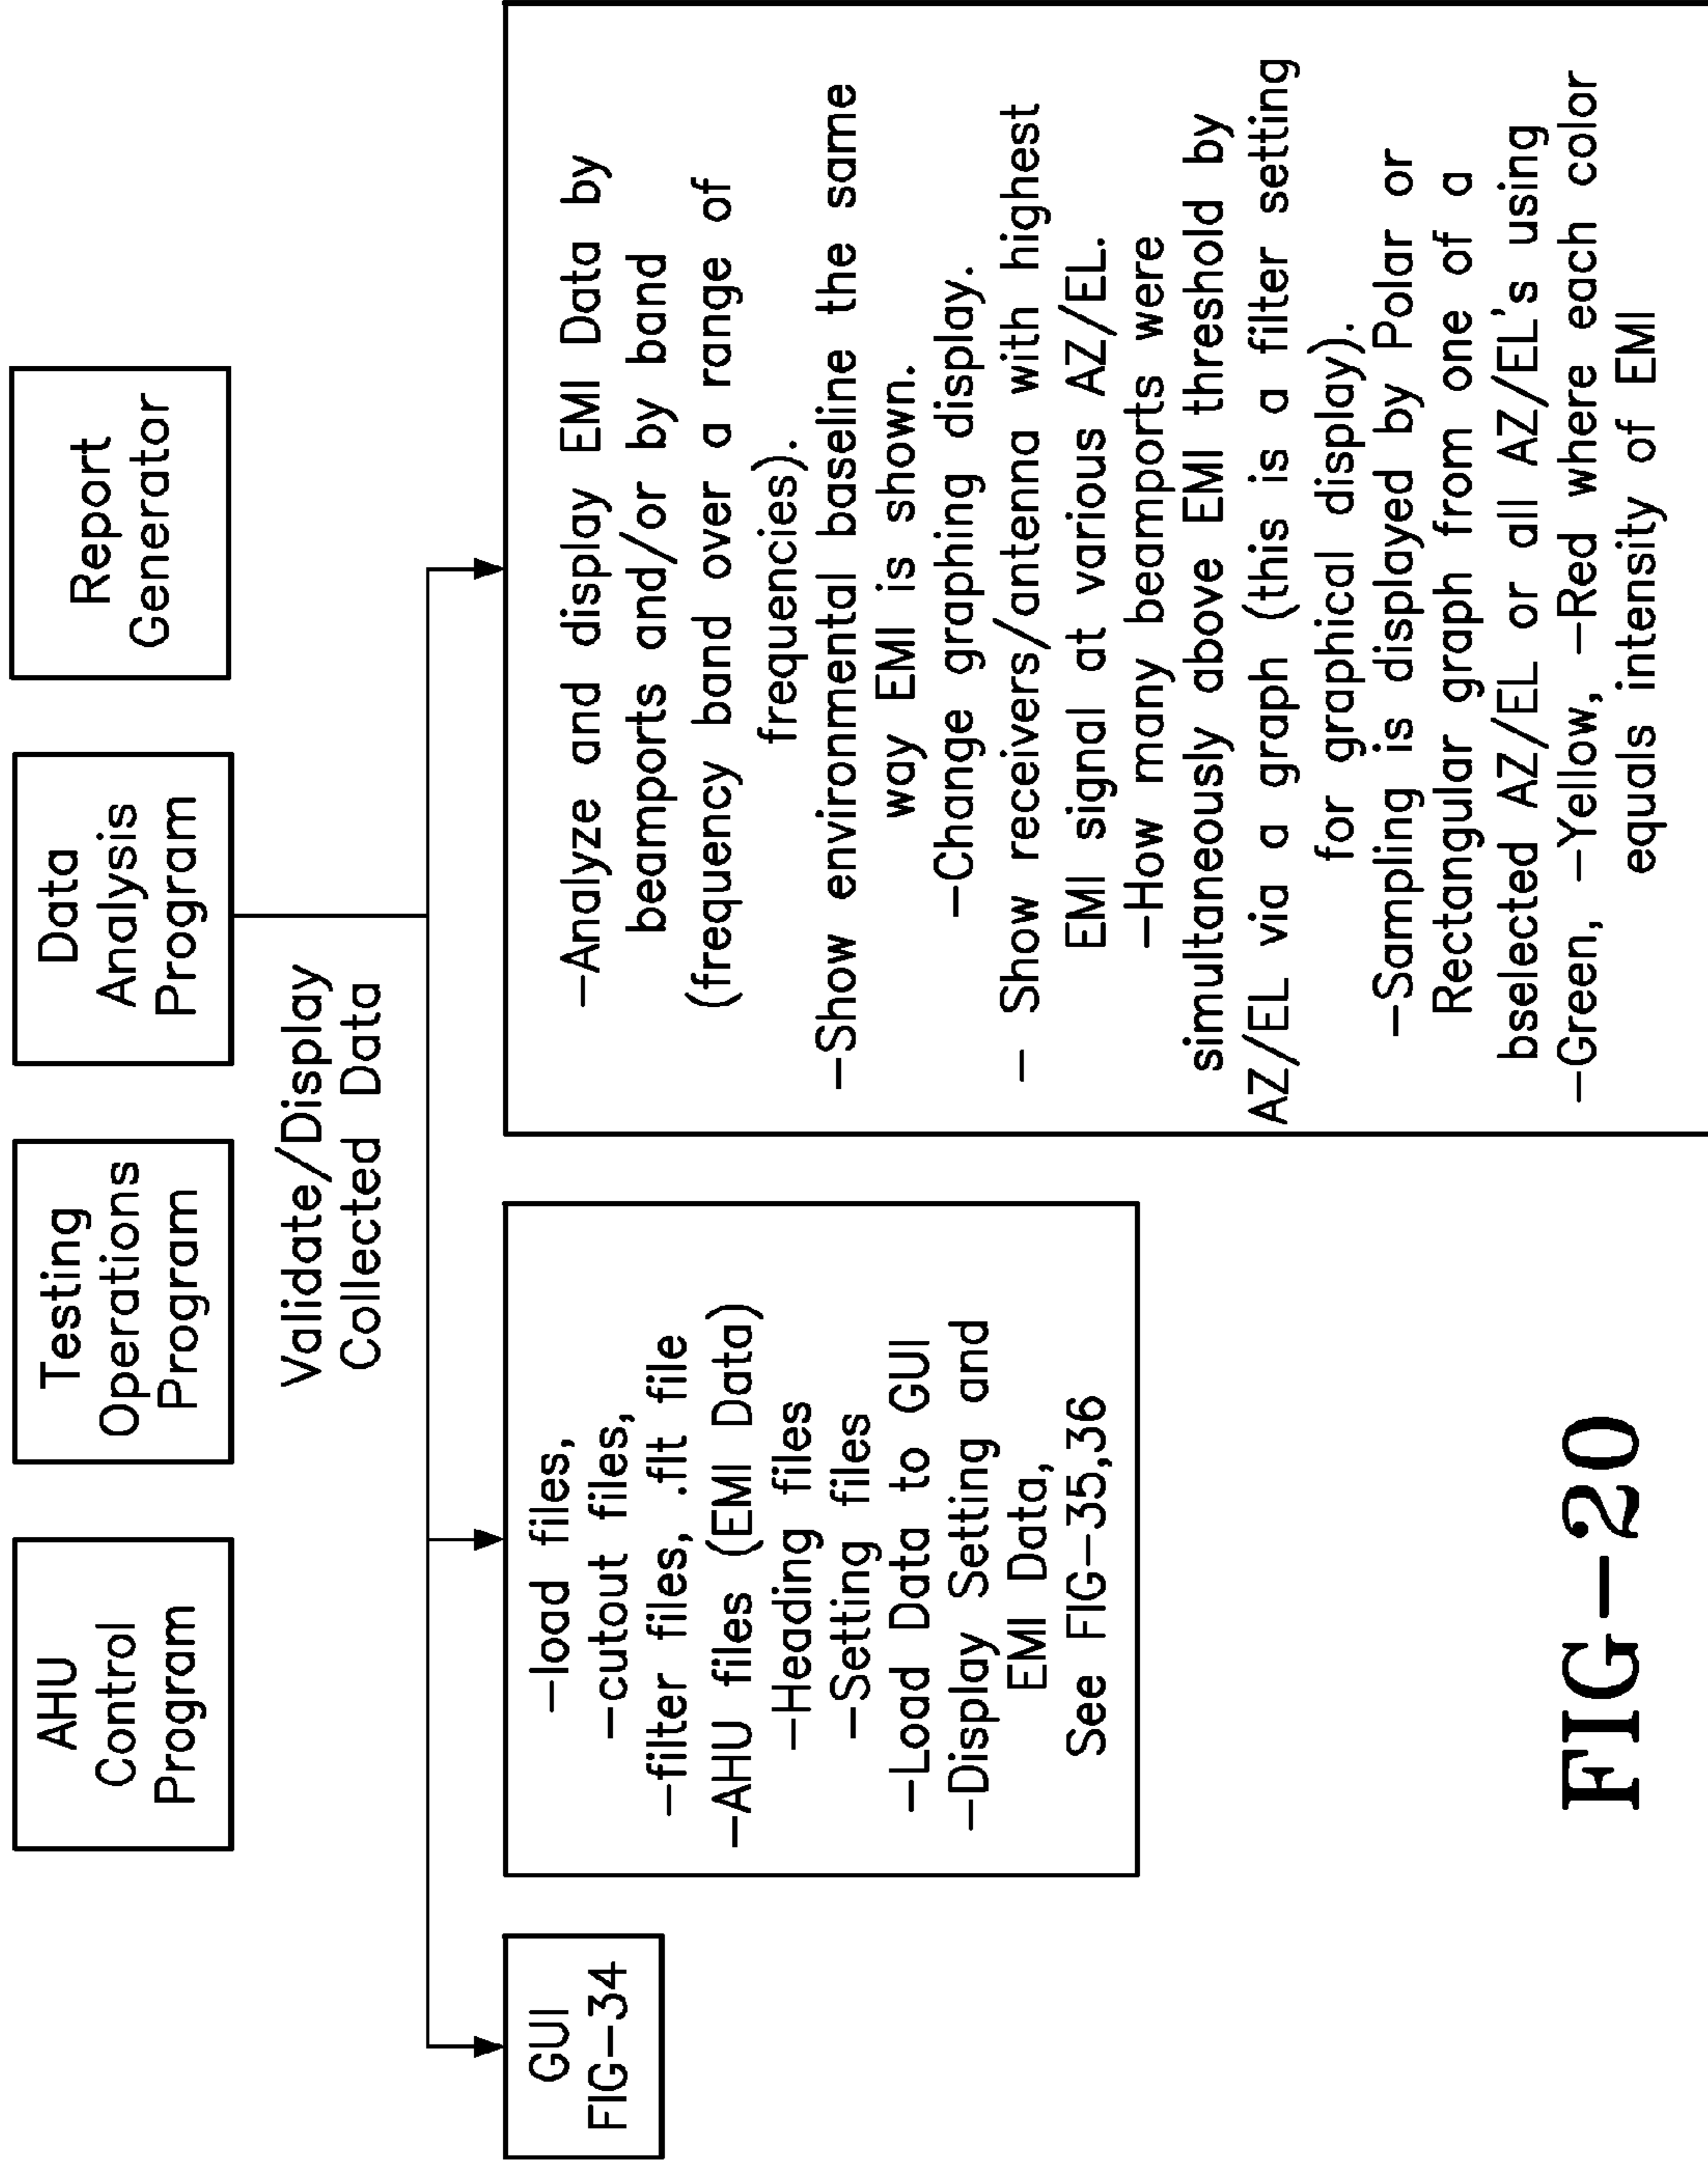 AHU
Control
Program
Testing
Operations
Program
Data
Analysis
Program
Report
Generator
Validate/Display
Collected Data
GUI
FIG-34
-load files,
-cutout files,
-filter files, .flt file
-AHU files (EMI Data)
-Heading files
-Setting files
-Load Data to GUI
-Display Setting and
EMI Data,
See FIG-35,36
-Analyze and display EMI Data by
beamports and/or by band
(frequency band over a range of
frequencies).
-Show environmental baseline the same
way EMI is shown.
-Change graphing display.
- Show receivers/antenna with highest
EMI signal at various AZ/EL.
-How many beamports were
simultaneously above EMI threshold by
AZ/EL via a graph (this is a filter setting
for graphical display).
-Sampling is displayed by Polar or
Rectangular graph from one of a
bselected AZ/EL or all AZ/EL's using
-Green, -Yellow, -Red where each color
equals intensity of EMI
FIG-20